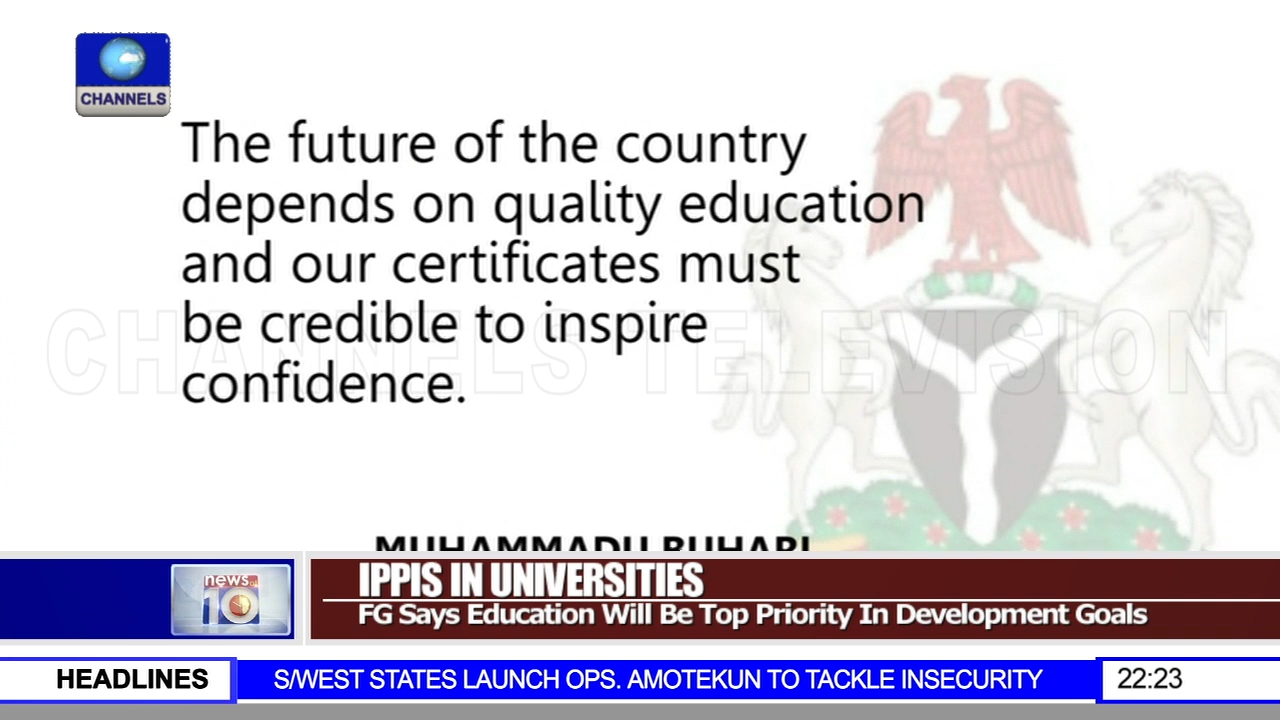 CHANNELS
The future of the country
depends on quality education
and our certificates must
be credible to inspire
confidence.
CHANNELS TELEVISION
MUHAMMADU BUHARI
news at
10
IPPIS IN UNIVERSITIES
FG Says Education Will Be Top Priority In Development Goals
HEADLINES
S/WEST STATES LAUNCH OPS. AMOTEKUN TO TACKLE INSECURITY
22:23